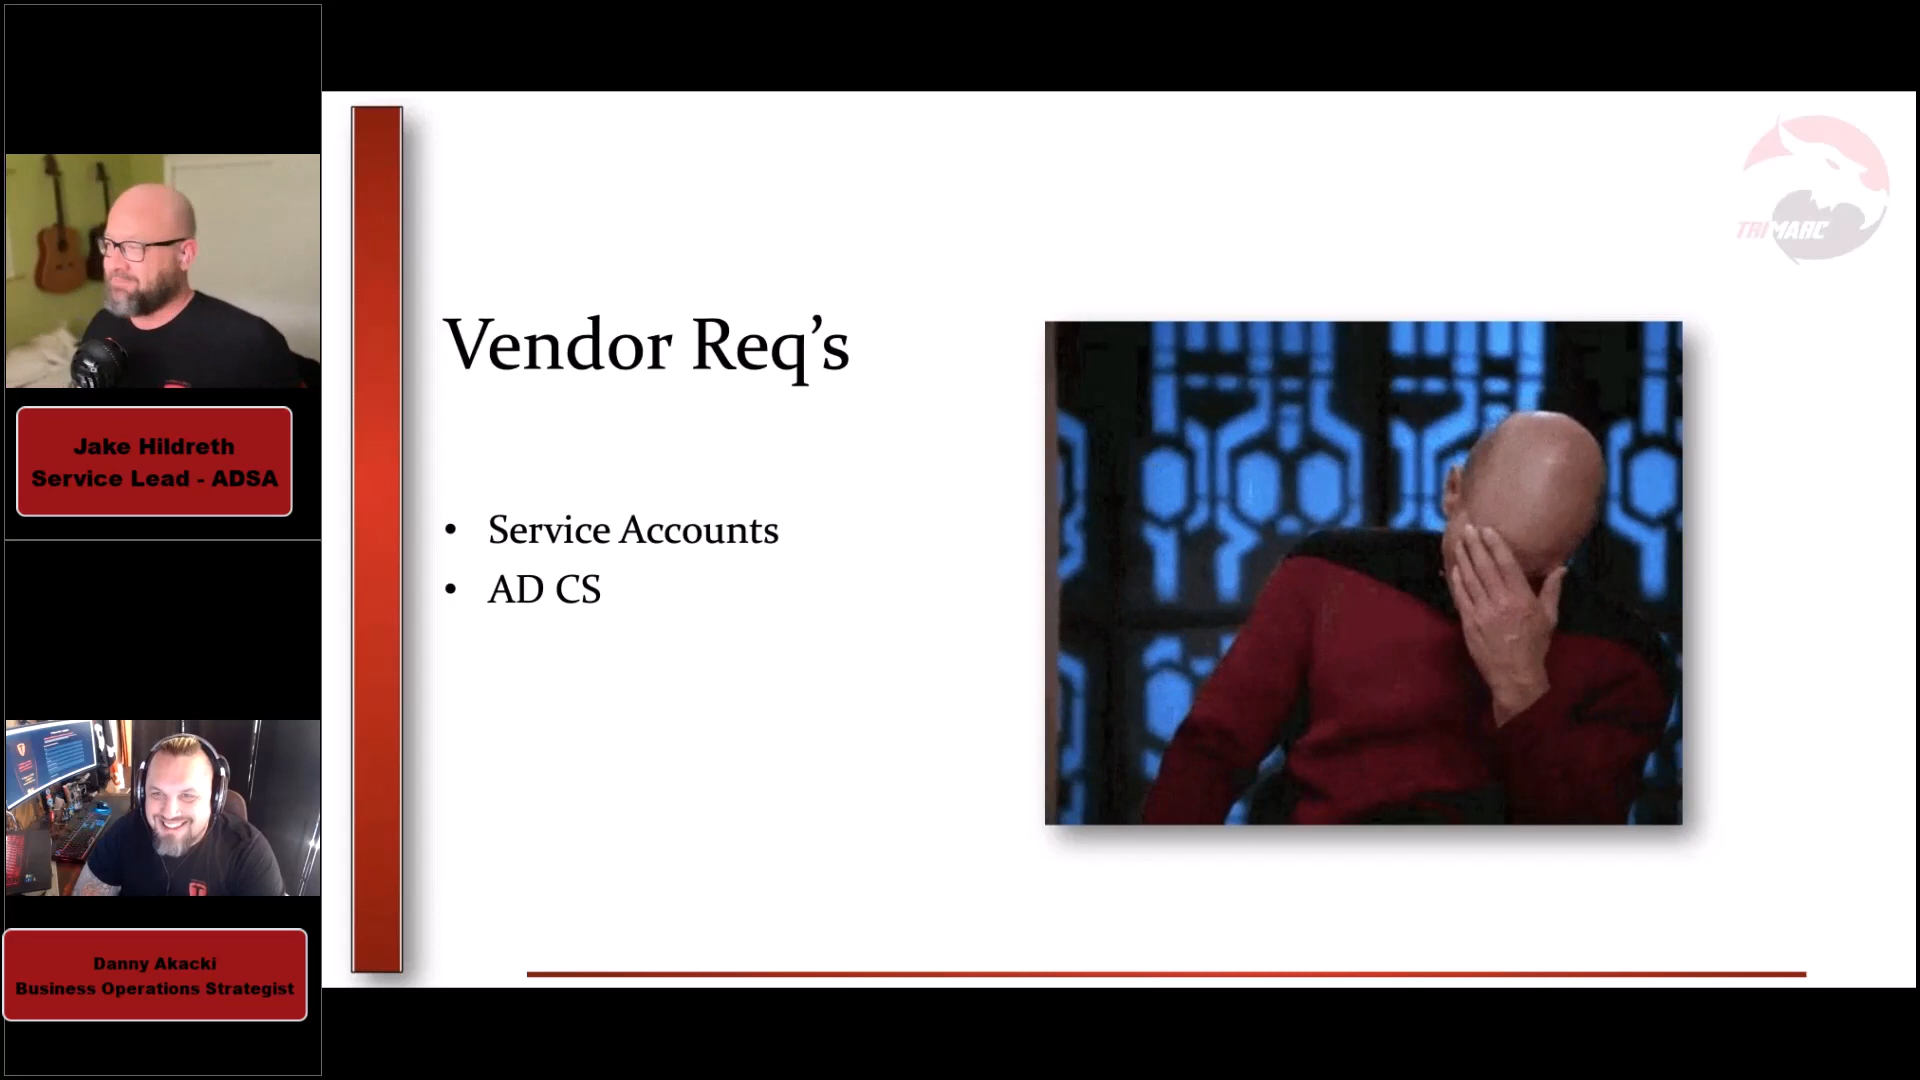 Jake Hildreth
Service Lead - ADSA
Danny Akacki
Business Operations Strategist
Vendor Req’s
• Service Accounts
• AD CS
TRIMARC